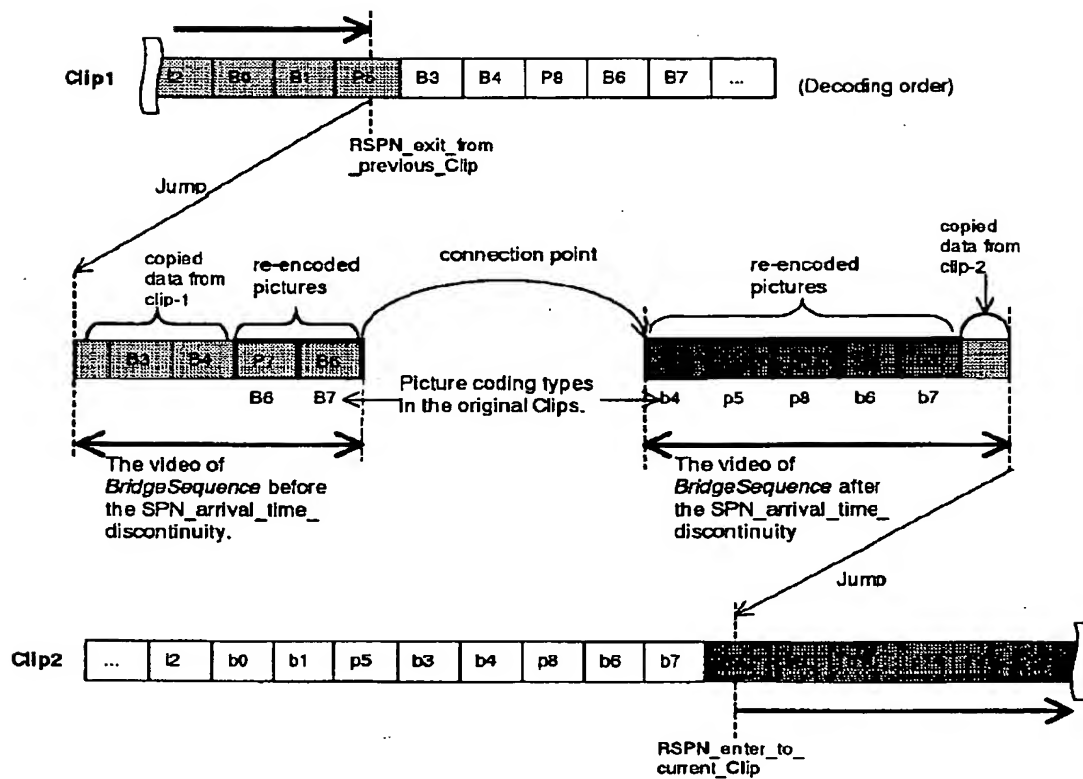 Clip1
I2 B0 B1 P5 B3 B4 P8 B6 B7 ...
(Decoding order)
RSPN_exit_from
_previous_Clip
Jump
copied
data from
clip-1
re-encoded
pictures
connection point
re-encoded
pictures
copied
data from
clip-2
B3 B4 P7 B6
B6 B7
Picture coding types
in the original Clips.
b4 p5 p8 b6 b7
The video of
BridgeSequence before
the SPN_arrival_time_
discontinuity.
The video of
BridgeSequence after
the SPN_arrival_time_
discontinuity
Jump
Clip2
... i2 b0 b1 p5 b3 b4 p8 b6 b7
RSPN_enter_to_
current_Clip